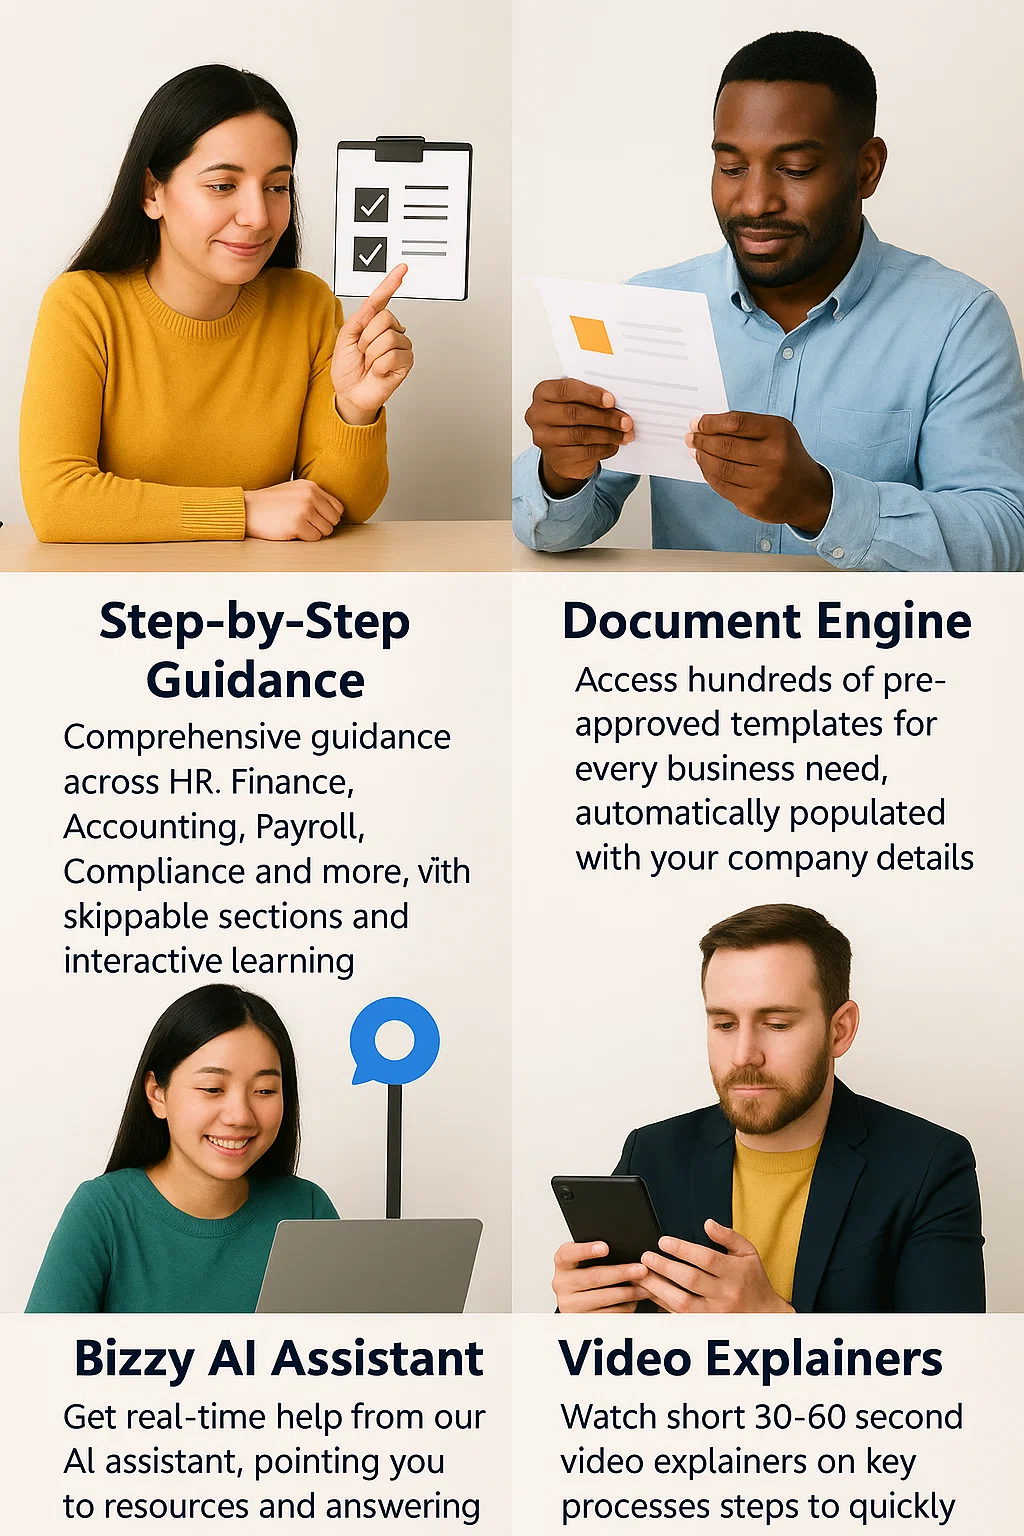 Step-by-Step
Guidance
Comprehensive guidance
across HR. Finance,
Accounting, Payroll,
Compliance and more, vïth
skippable sections and
interactive learning
Document Engine
Access hundreds of pre-
approved templates for
every business need,
automatically populated
with your company details
Bizzy AI Assistant
Get real-time help from our
AI assistant, pointing you
to resources and answering
Video Explainers
Watch short 30-60 second
video explainers on key
processes steps to quickly